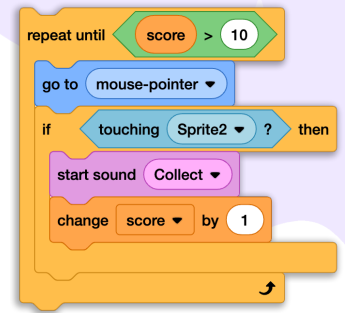 repeat until score > 10
go to mouse-pointer
if touching Sprite2 ? then
start sound Collect
change score by 1